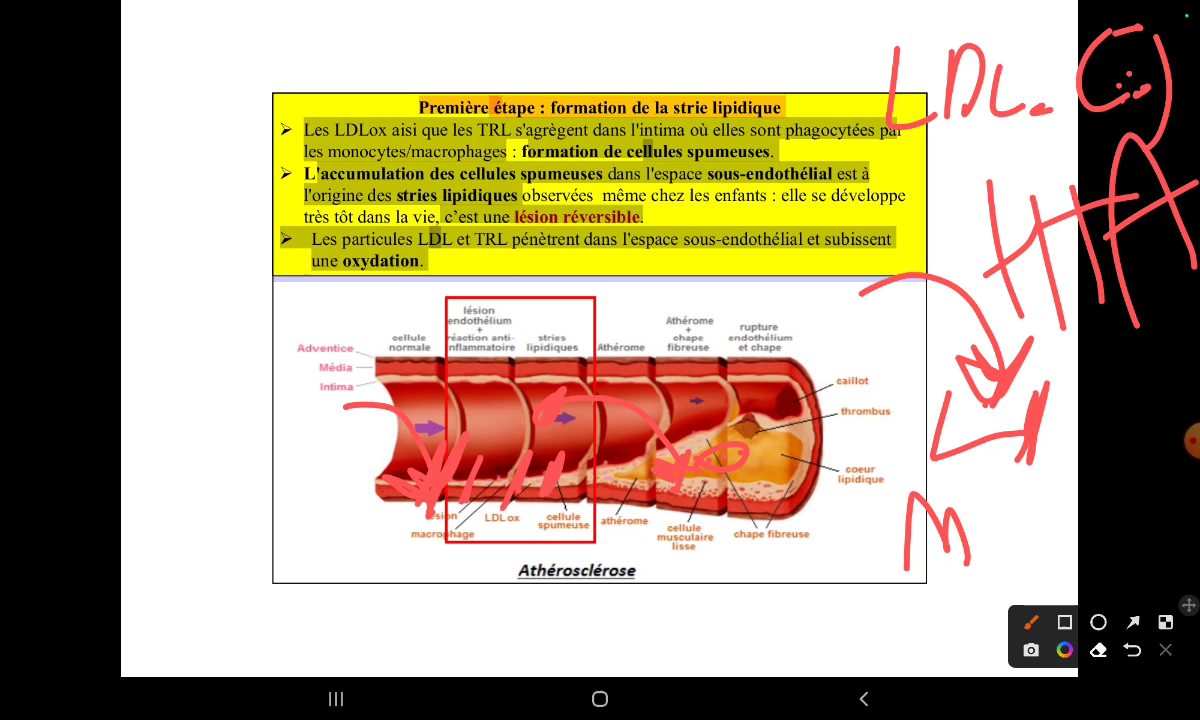 LDL.
HA
M
Première étape : formation de la strie lipidique
Les LDLox aisi que les TRL s'agrègent dans l'intima où elles sont phagocytées par
les monocytes/macrophages : formation de cellules spumeuses.
L'accumulation des cellules spumeuses dans l'espace sous-endothélial est à
l'origine des stries lipidiques observées même chez les enfants : elle se développe
très tôt dans la vie, c'est une lésion réversible.
Les particules LDL et TRL pénètrent dans l'espace sous-endothélial et subissent
une oxydation.
Adventice
Média
Intima
cellule
normale
lésion
endothélium
+
réaction anti-
inflammatoire
stries
lipidiques
Athérome
Athérome
+
chape
fibreuse
rupture
endothélium
et chape
caillot
thrombus
coeur
lipidique
lésion
macrophage
LDL ox
cellule
spumeuse
athérome
cellule
musculaire
lisse
chape fibreuse
Athérosclérose